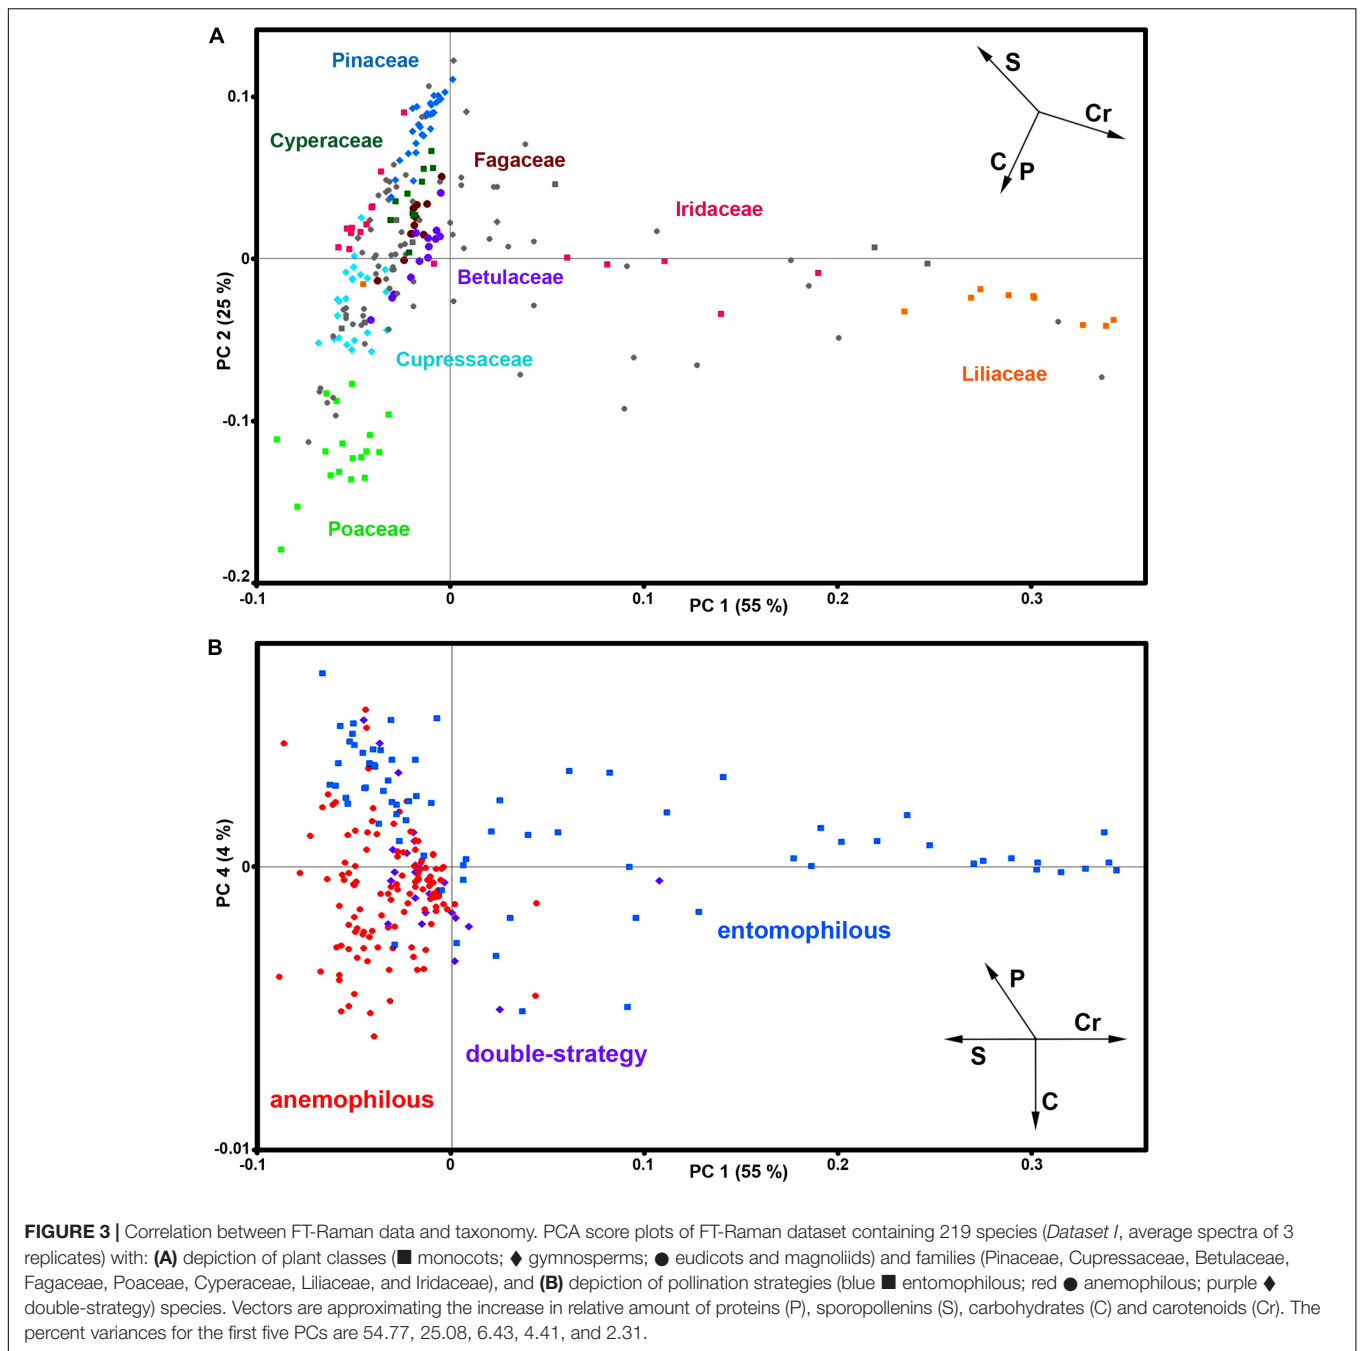 A
Pinaceae
S
Cr
C
P
Cyperaceae
Fagaceae
Iridaceae
Betulaceae
Cupressaceae
Liliaceae
Poaceae
0.1
0
-0.1
-0.2
PC 2 (25 %)
-0.1
0
0.1
0.2
0.3
PC 1 (55 %)
B
entomophilous
double-strategy
anemophilous
P
Cr
S
C
0
-0.01
PC 4 (4 %)
-0.1
0
0.1
0.2
0.3
PC 1 (55 %)
FIGURE 3 | Correlation between FT-Raman data and taxonomy. PCA score plots of FT-Raman dataset containing 219 species (Dataset I, average spectra of 3
replicates) with: (A) depiction of plant classes (■ monocots; ♦ gymnosperms; ● eudicots and magnoliids) and families (Pinaceae, Cupressaceae, Betulaceae,
Fagaceae, Poaceae, Cyperaceae, Liliaceae, and Iridaceae), and (B) depiction of pollination strategies (blue ■ entomophilous; red ● anemophilous; purple ♦
double-strategy) species. Vectors are approximating the increase in relative amount of proteins (P), sporopollenins (S), carbohydrates (C) and carotenoids (Cr). The
percent variances for the first five PCs are 54.77, 25.08, 6.43, 4.41, and 2.31.